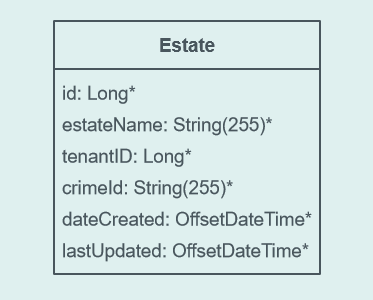 Estate
id: Long*
estateName: String(255)*
tenantID: Long*
crimeId: String(255)*
dateCreated: OffsetDateTime*
lastUpdated: OffsetDateTime*